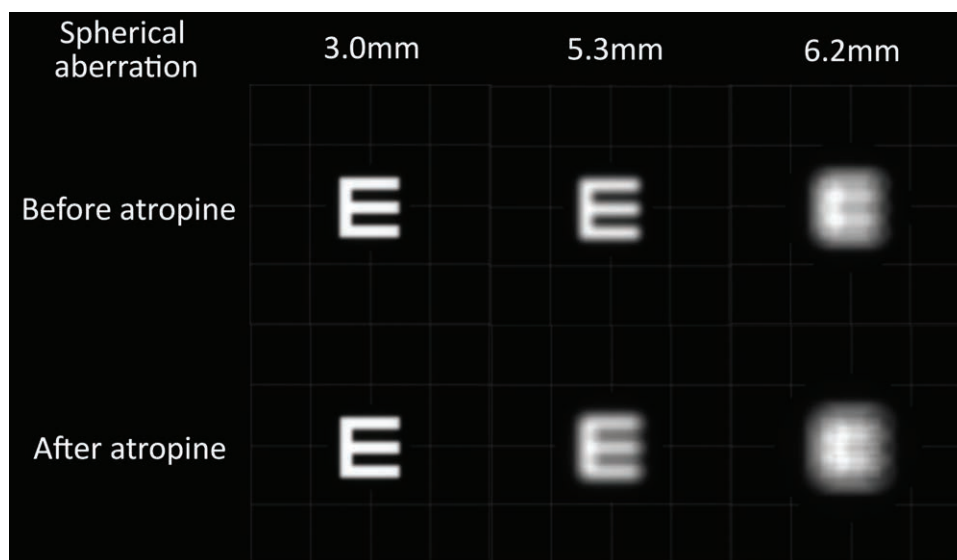 Spherical
aberration
3.0mm
5.3mm
6.2mm
Before atropine
E
E
E
After atropine
E
E